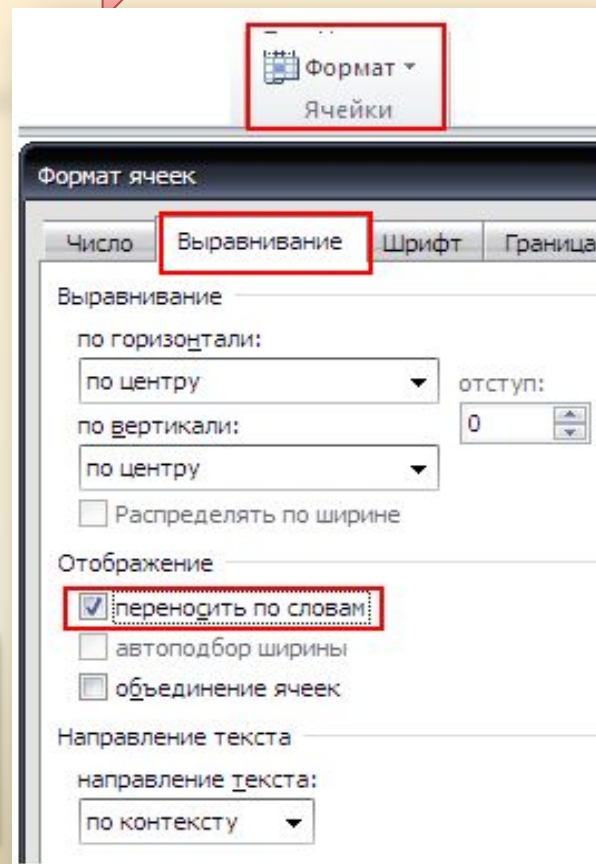 Формат
Ячейки
Формат ячеек
Число Выравнивание Шрифт Граница
Выравнивание
по горизонтали:
по центру отступ:
по вертикали: 0
по центру
Распределять по ширине
Отображение
переносить по словам
автоподбор ширины
объединение ячеек
Направление текста
направление текста:
по контексту